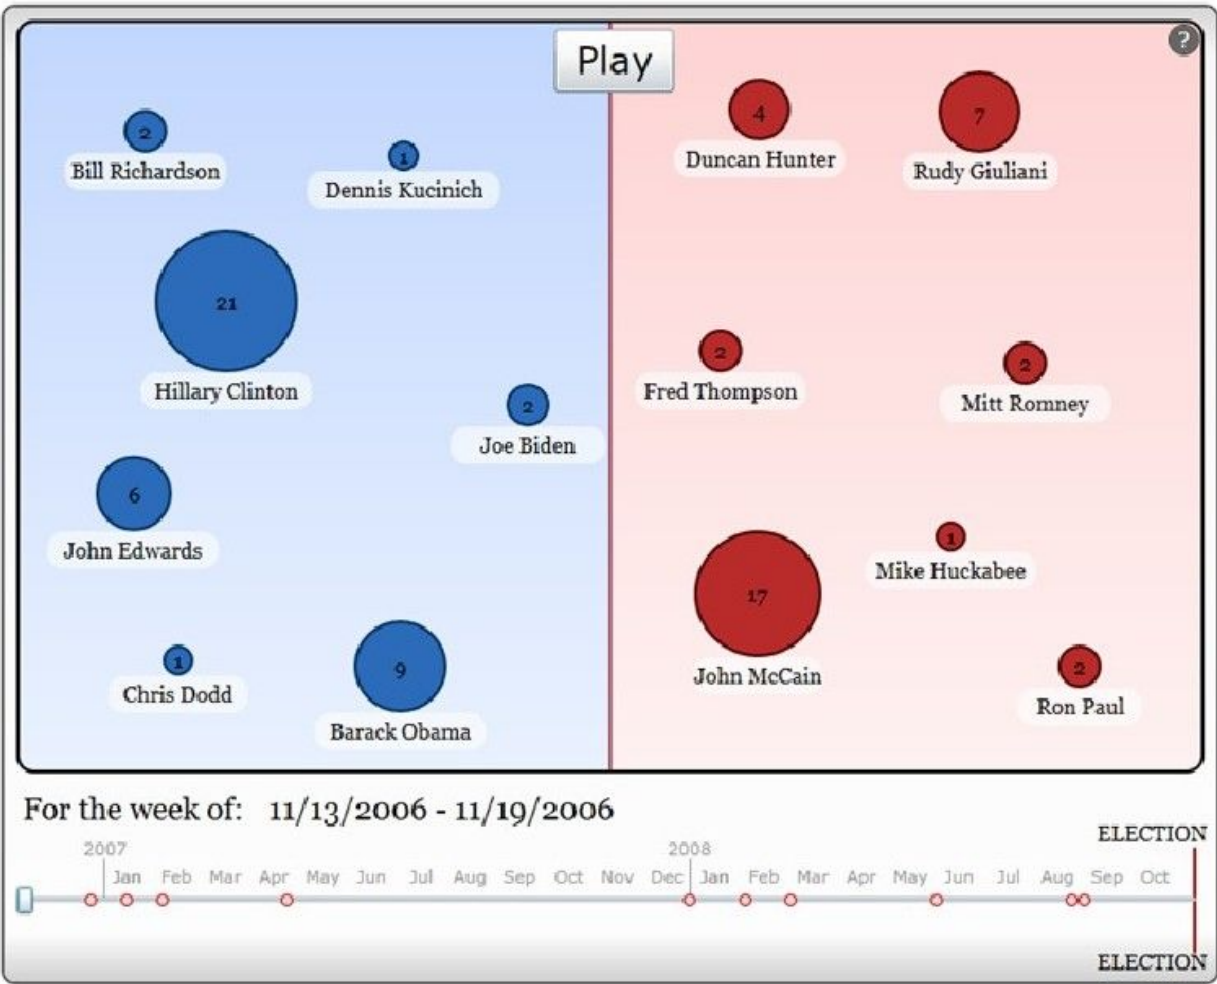 Play
?
4
Duncan Hunter
7
Rudy Giuliani
2
Bill Richardson
1
Dennis Kucinich
21
Hillary Clinton
2
Fred Thompson
2
Mitt Romney
2
Joe Biden
6
John Edwards
1
Mike Huckabee
17
John McCain
1
Chris Dodd
9
Barack Obama
2
Ron Paul
For the week of: 11/13/2006 - 11/19/2006
ELECTION
2007 2008
Jan Feb Mar Apr May Jun Jul Aug Sep Oct Nov Dec Jan Feb Mar Apr May Jun Jul Aug Sep Oct
ELECTION